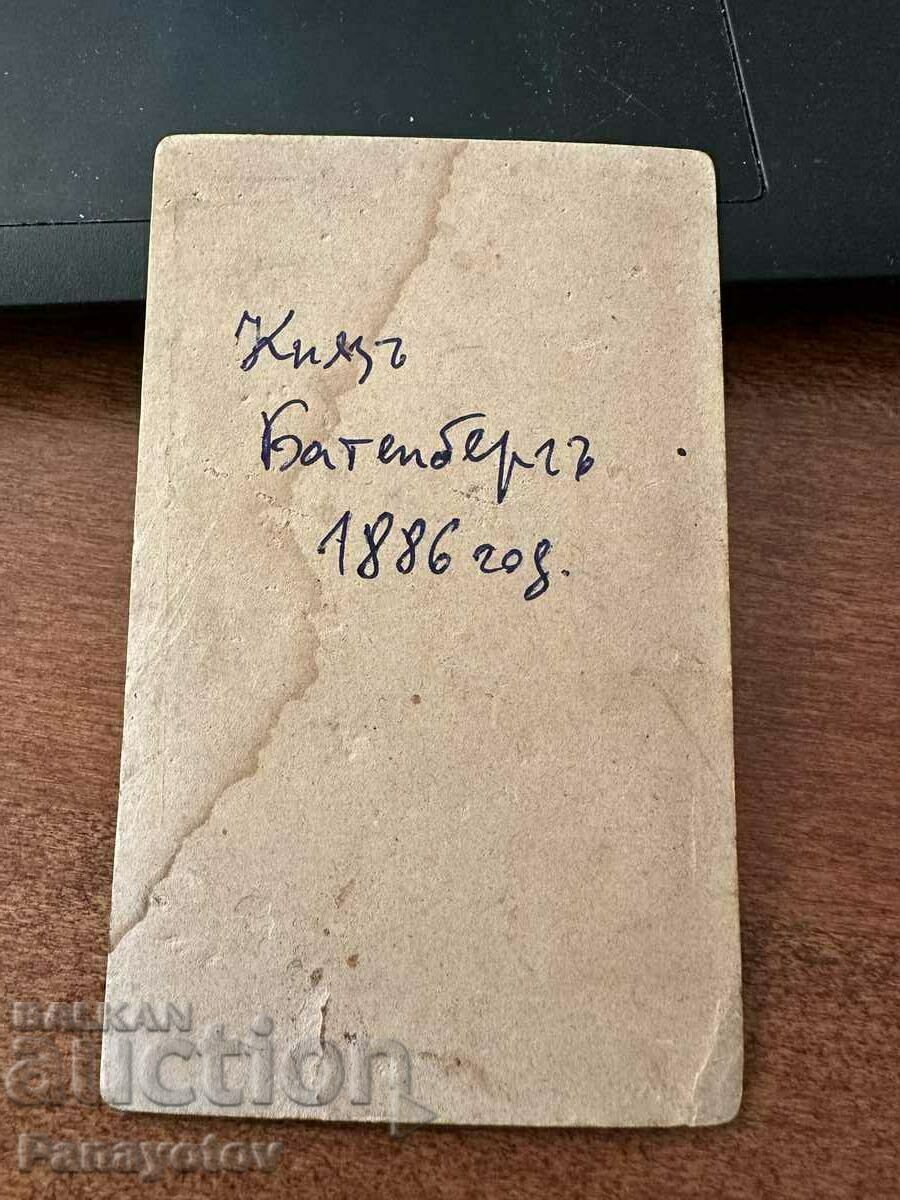 Князъ
Батенбергъ
1886 год.
BALKAN
auction
Panayotov